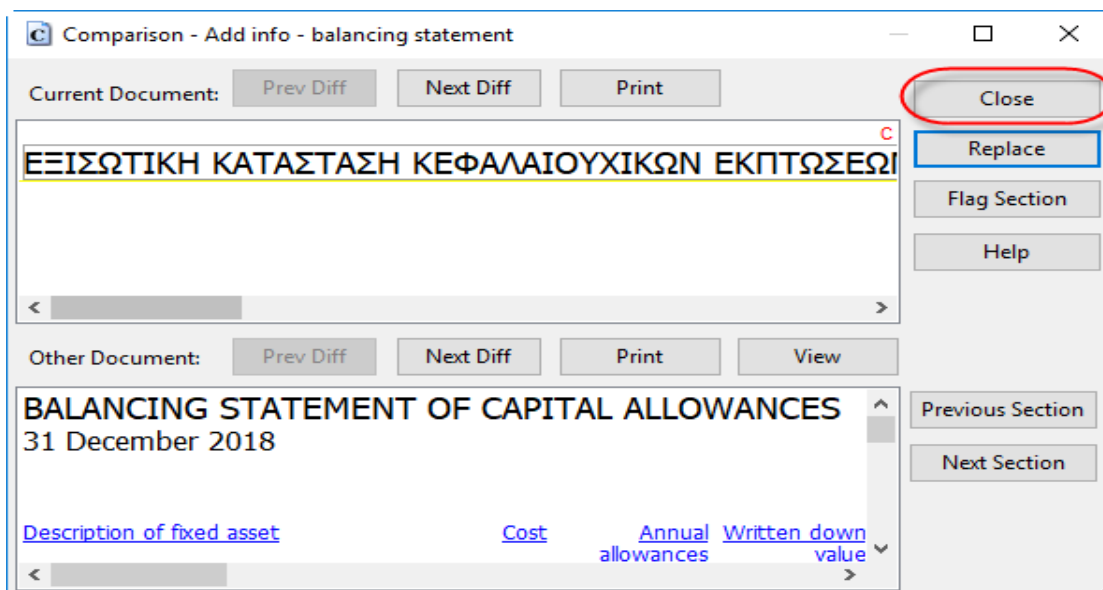 Comparison - Add info - balancing statement
Current Document: Prev Diff Next Diff Print
Close
C
ΕΞΙΣΩΤΙΚΗ ΚΑΤΑΣΤΑΣΗ ΚΕΦΑΛΑΙΟΥΧΙΚΩΝ ΕΚΠΤΩΣΕΩΝ
Replace
Flag Section
Help
Other Document: Prev Diff Next Diff Print View
BALANCING STATEMENT OF CAPITAL ALLOWANCES
31 December 2018
Previous Section
Next Section
Description of fixed asset Cost Annual Written down
allowances value